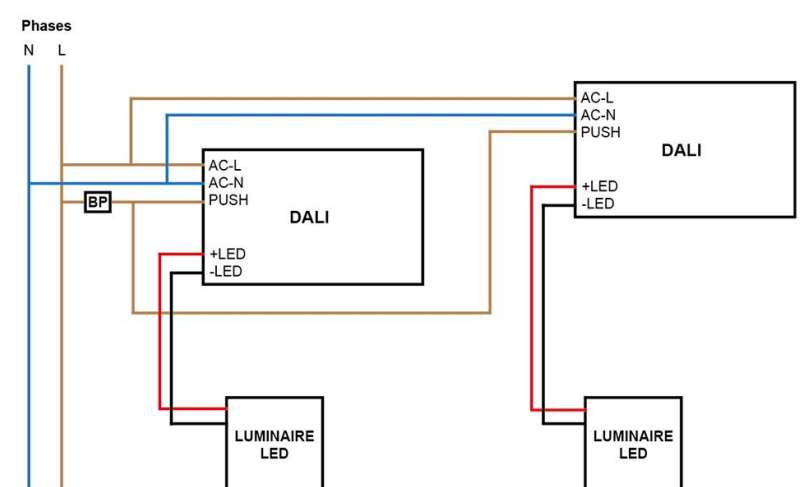 Phases
N L
AC-L
AC-N
PUSH
DALI
+LED
-LED
AC-L
AC-N
PUSH
BP
DALI
+LED
-LED
LUMINAIRE
LED
LUMINAIRE
LED